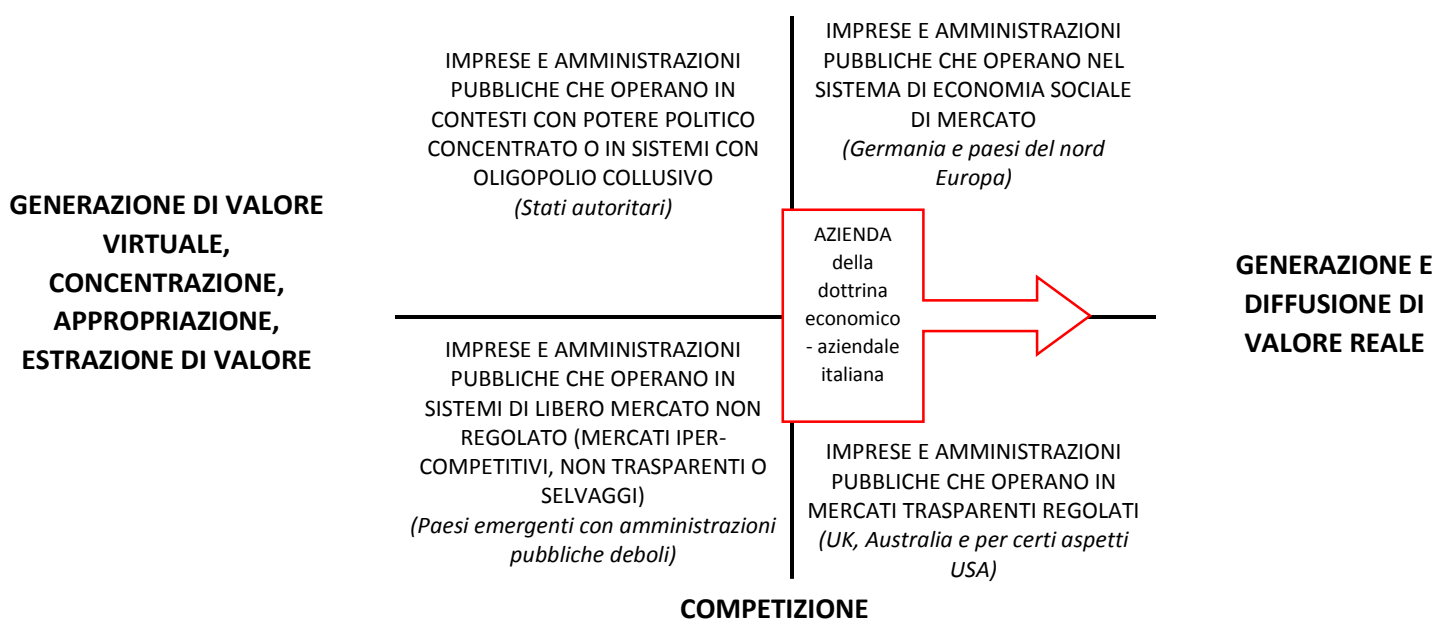 IMPRESE E AMMINISTRAZIONI
PUBBLICHE CHE OPERANO IN
CONTESTI CON POTERE POLITICO
CONCENTRATO O IN SISTEMI CON
OLIGOPOLIO COLLUSIVO
(Stati autoritari)
IMPRESE E AMMINISTRAZIONI
PUBBLICHE CHE OPERANO NEL
SISTEMA DI ECONOMIA SOCIALE
DI MERCATO
(Germania e paesi del nord
Europa)
GENERAZIONE DI VALORE
VIRTUALE,
CONCENTRAZIONE,
APPROPRIAZIONE,
ESTRAZIONE DI VALORE
AZIENDA
della
dottrina
economico
- aziendale
italiana
GENERAZIONE E
DIFFUSIONE DI
VALORE REALE
IMPRESE E AMMINISTRAZIONI
PUBBLICHE CHE OPERANO IN
SISTEMI DI LIBERO MERCATO NON
REGOLATO (MERCATI IPER-
COMPETITIVI, NON TRASPARENTI O
SELVAGGI)
(Paesi emergenti con amministrazioni
pubbliche deboli)
IMPRESE E AMMINISTRAZIONI
PUBBLICHE CHE OPERANO IN
MERCATI TRASPARENTI REGOLATI
(UK, Australia e per certi aspetti
USA)
COMPETIZIONE